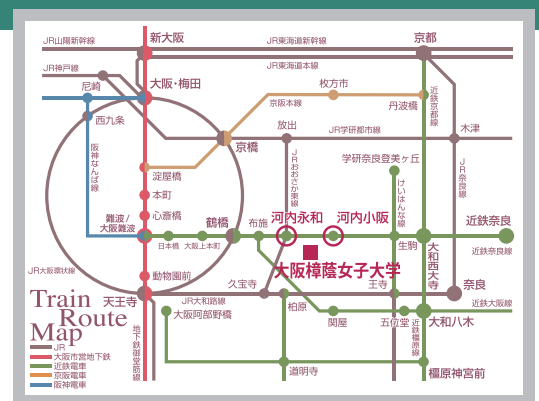 JR山陽新幹線
新大阪
JR東海道新幹線
京都
JR東海道本線
JR神戸線
尼崎
大阪・梅田
枚方市
京阪本線
丹波橋
近鉄京都線
西九条
放出
JR学研都市線
木津
京橋
阪神なんば線
JRおおさか東線
学研奈良登美ヶ丘
JR奈良線
淀屋橋
けいはんな線
本町
心斎橋
難波/
大阪難波
鶴橋
布施
河内永和
河内小阪
近鉄奈良
日本橋
大阪上本町
生駒
近鉄奈良線
大和西大寺
JR大阪環状線
動物園前
大阪樟蔭女子大学
久宝寺
王寺
奈良
Train
Route
Map
天王寺
JR大和路線
柏原
近鉄大阪線
大阪阿部野橋
関屋
五位堂
近鉄橿原線
大和八木
地下鉄御堂筋線
JR
大阪市営地下鉄
近鉄電車
京阪電車
阪神電車
道明寺
橿原神宮前